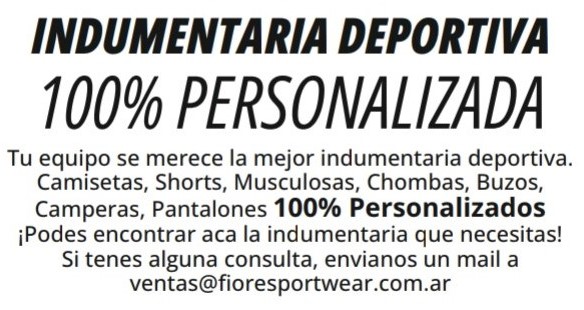 INDUMENTARIA DEPORTIVA
100% PERSONALIZADA
Tu equipo se merece la mejor indumentaria deportiva.
Camisetas, Shorts, Musculosas, Chombas, Buzos,
Camperas, Pantalones 100% Personalizados
¡Podes encontrar aca la indumentaria que necesitas!
Si tenes alguna consulta, envianos un mail a
ventas@fioresportwear.com.ar